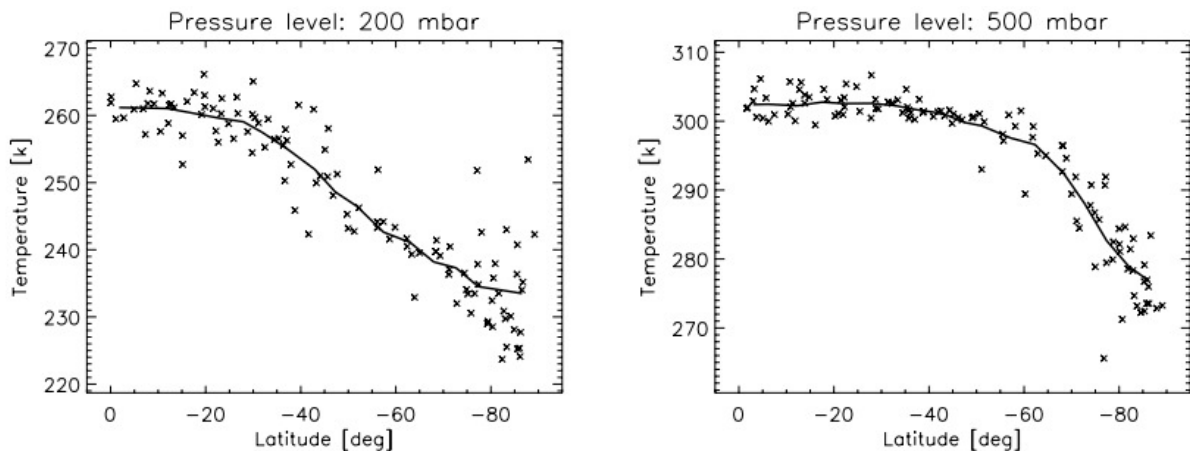 Pressure level: 200 mbar
270
260
250
240
230
220
Temperature [k]
0 -20 -40 -60 -80
Latitude [deg]
Pressure level: 500 mbar
310
300
290
280
270
Temperature [k]
0 -20 -40 -60 -80
Latitude [deg]